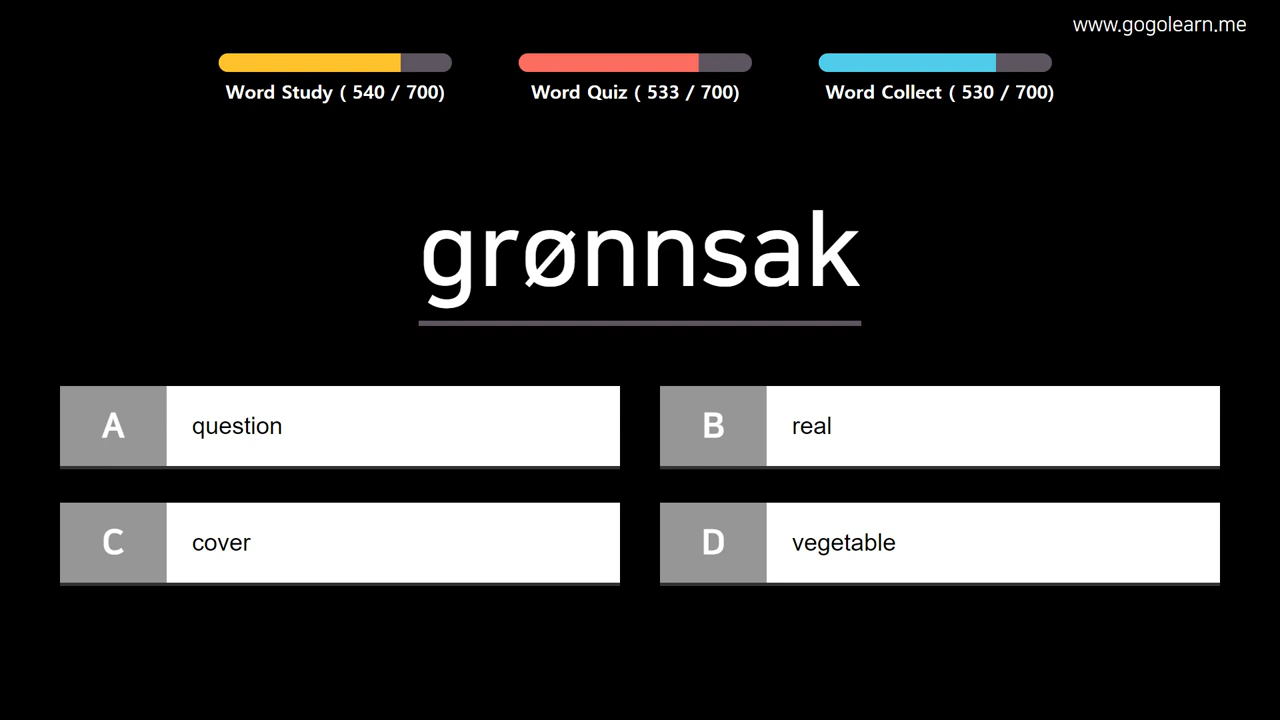 www.gogolearn.me
Word Study ( 540 / 700)
Word Quiz ( 533 / 700)
Word Collect ( 530 / 700)
grønnsak
A question
B real
C cover
D vegetable